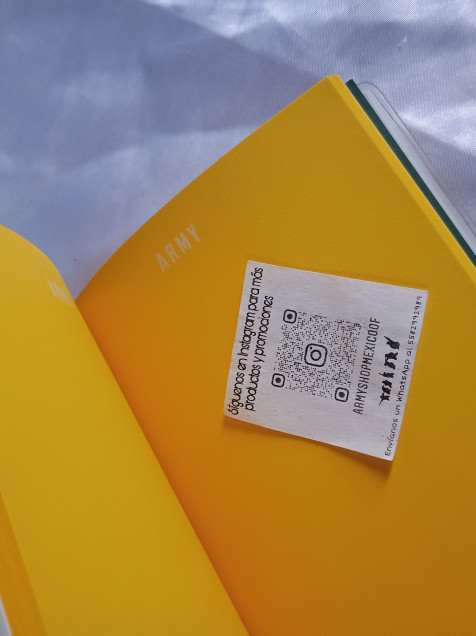 ARMY
Síguenos en Instagram para más
productos y promociones
ARMYSHOPMEXICOOF
Envíanos un WhatsApp al 5582992989